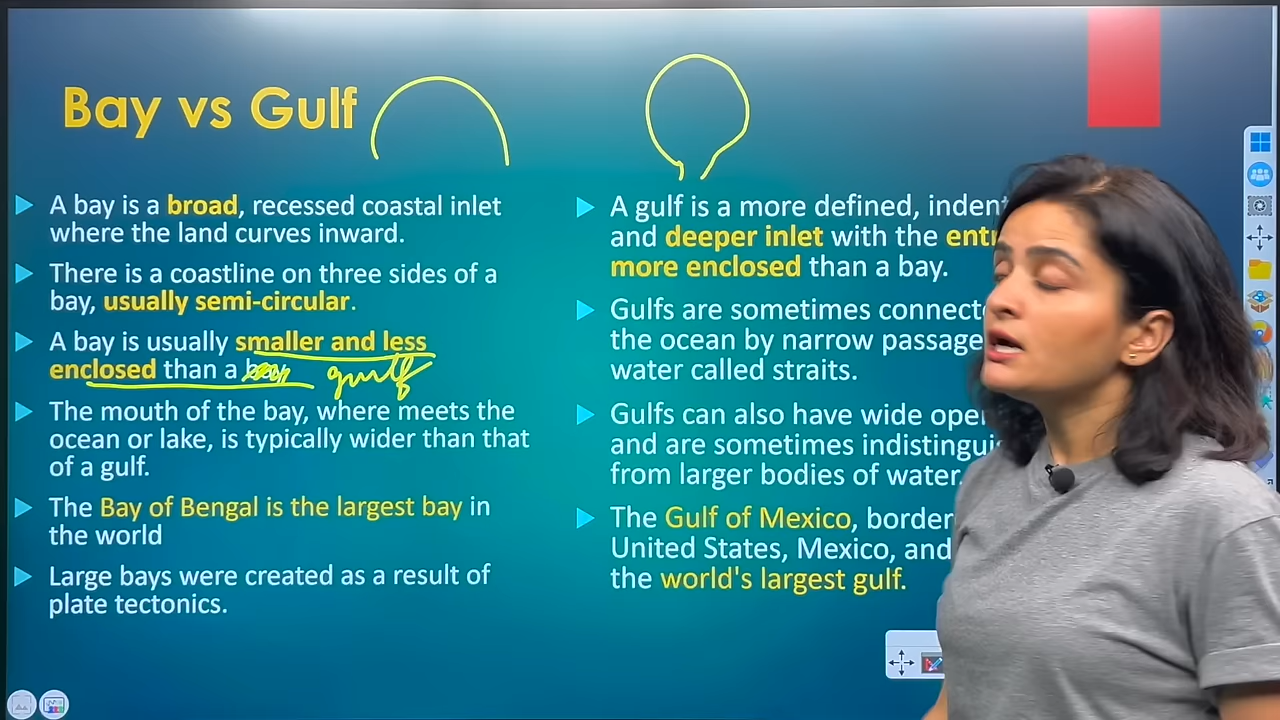 Bay vs Gulf
A bay is a broad, recessed coastal inlet
where the land curves inward.
There is a coastline on three sides of a
bay, usually semi-circular.
A bay is usually smaller and less
enclosed than a bay gulf
The mouth of the bay, where meets the
ocean or lake, is typically wider than that
of a gulf.
The Bay of Bengal is the largest bay in
the world
Large bays were created as a result of
plate tectonics.
A gulf is a more defined,
and deeper inlet with the
more enclosed than a bay.
Gulfs are sometimes
the ocean by narrow
water called straits.
Gulfs can also have wide
and are sometimes
from larger bodies of water.
The Gulf of Mexico,
United States, Mexico, and
the world's largest gulf.